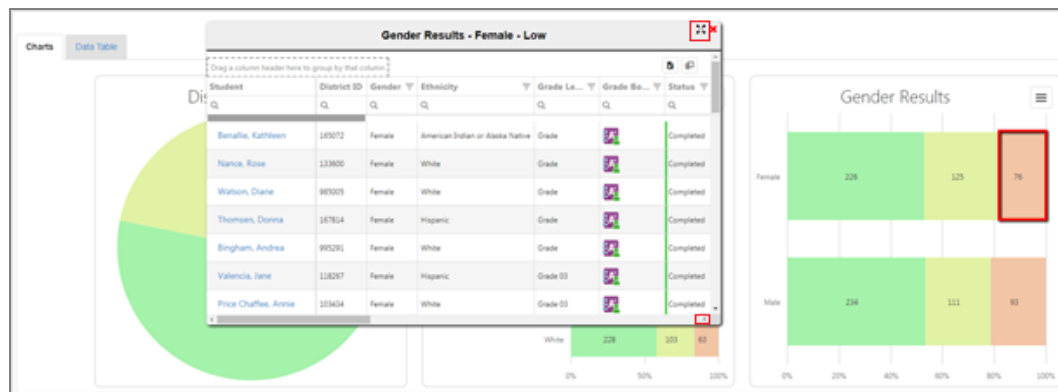 Charts
Data Table
Gender Results - Female - Low
Drag a column header here to group by that column
Student District ID Gender Ethnicity Grade Le... Grade Bo... Status
Benallie, Kathleen 165072 Female American Indian or Alaska Native Grade Completed
Nance, Rose 133600 Female White Grade Completed
Watson, Diane 985005 Female White Grade Completed
Thomsen, Donna 167814 Female Hispanic Grade Completed
Bingham, Andrea 995291 Female White Grade Completed
Valencia, Jane 118267 Female Hispanic Grade 03 Completed
Price Chaffee, Annie 103434 Female White Grade 03 Completed
Dis
White 228 103 63
0% 50% 100%
Gender Results
Female 226 125 76
Male 234 111 93
0% 20% 40% 60% 80% 100%